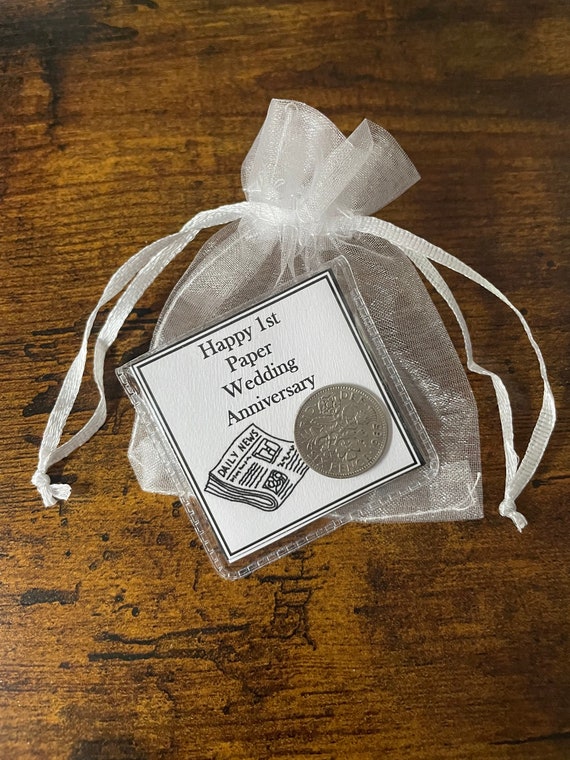 Happy 1st
Paper
Wedding
Anniversary
DAILY NEWS